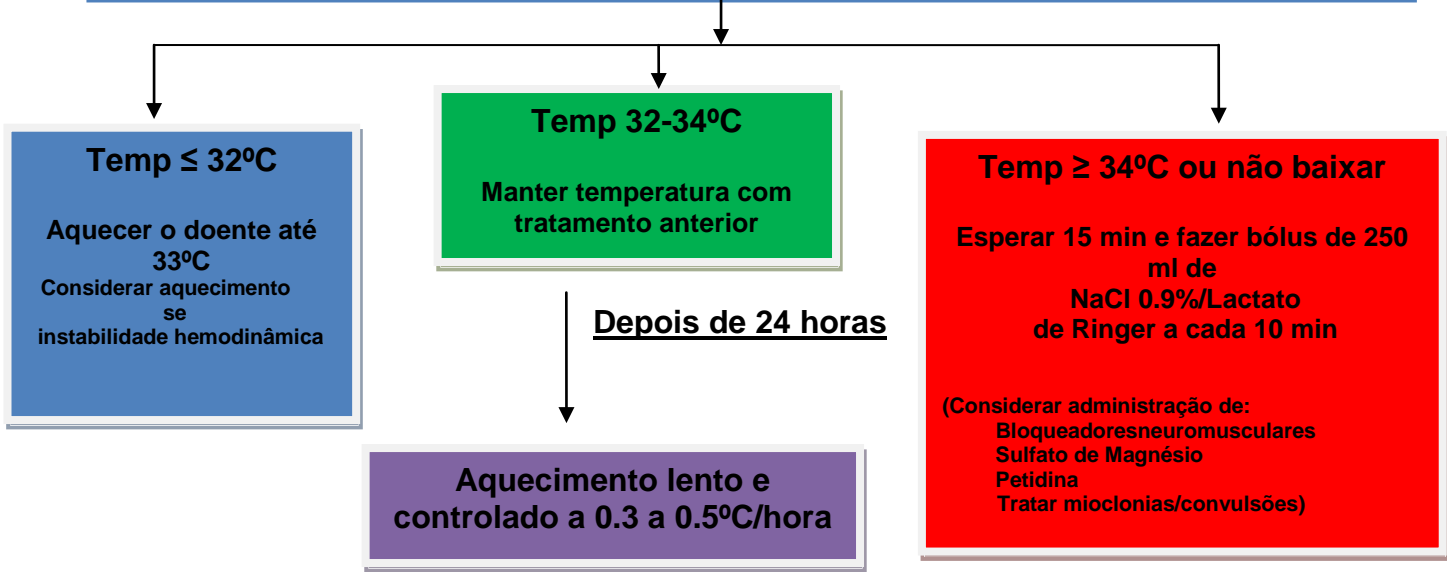 Temp ≤ 32ºC
Aquecer o doente até
33ºC
Considerar aquecimento
se
instabilidade hemodinâmica
Temp 32-34ºC
Manter temperatura com
tratamento anterior
Depois de 24 horas
Aquecimento lento e
controlado a 0.3 a 0.5ºC/hora
Temp ≥ 34ºC ou não baixar
Esperar 15 min e fazer bólus de 250
ml de
NaCl 0.9%/Lactato
de Ringer a cada 10 min
(Considerar administração de:
Bloqueadoresneuromusculares
Sulfato de Magnésio
Petidina
Tratar mioclonias/convulsões)